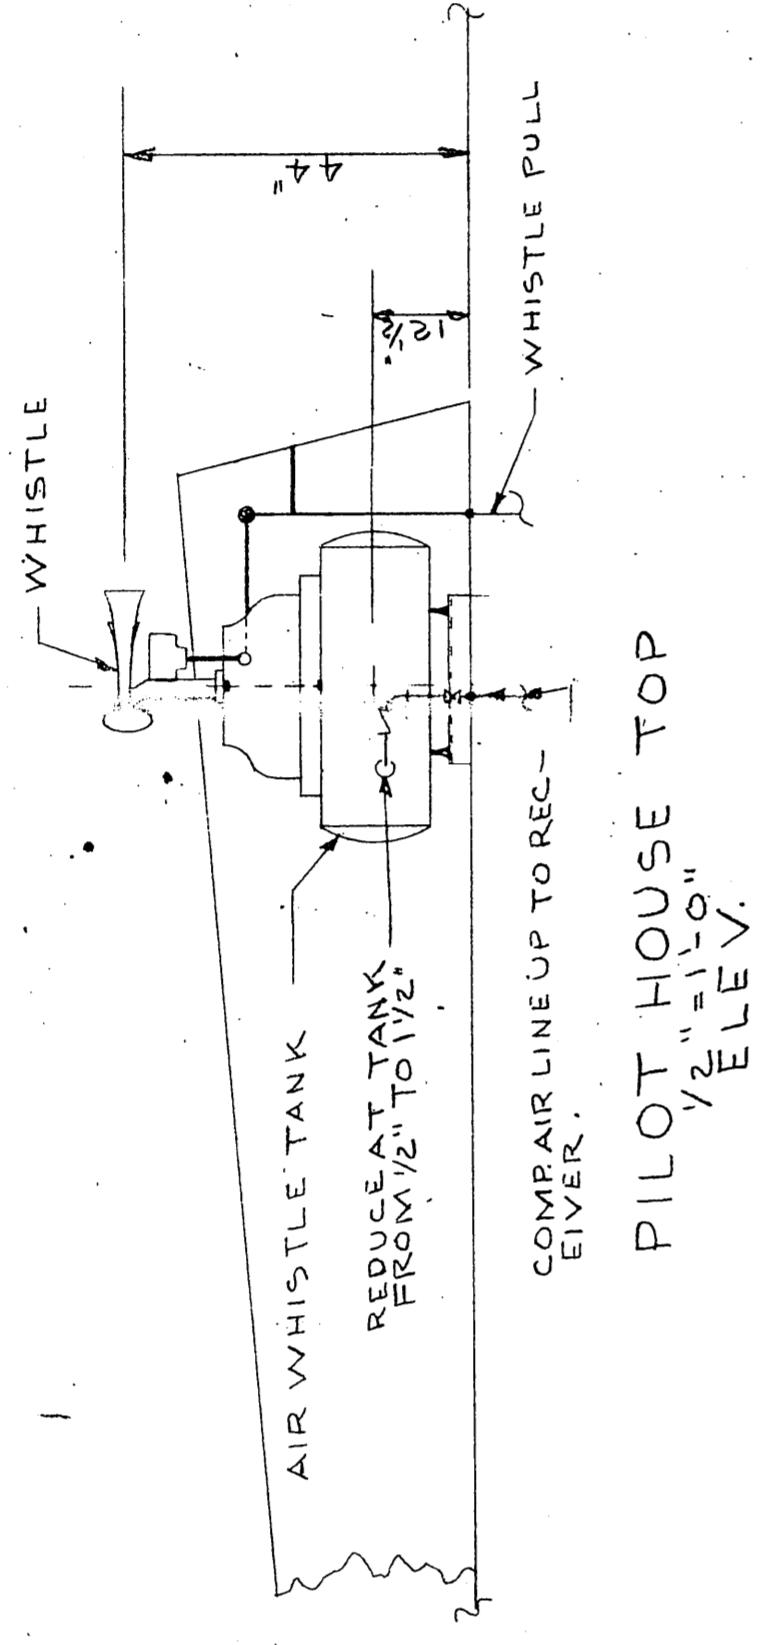 WHISTLE
44"
12½"
WHISTLE PULL
AIR WHISTLE TANK
REDUCE AT TANK
FROM ½" TO 1½"
COMP. AIR LINE UP TO REC-
EIVER.
PILOT HOUSE TOP
½" = 1'-0"
ELEV.